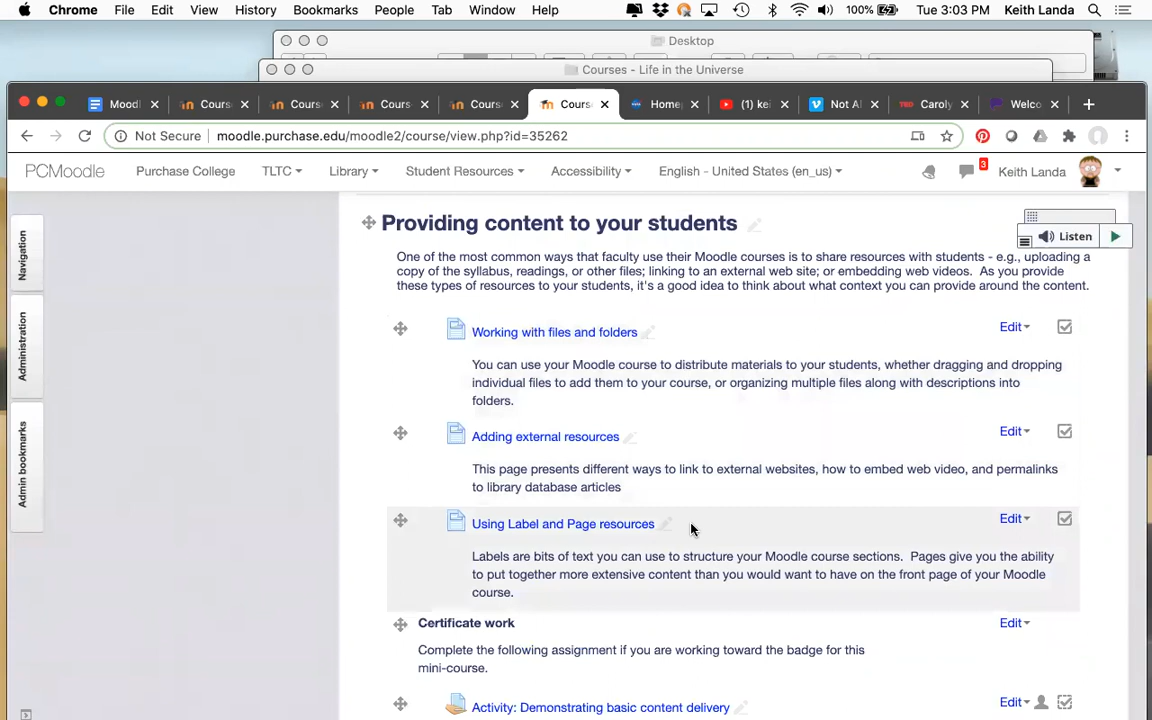 Chrome File Edit View History Bookmarks People Tab Window Help 100% Tue 3:03 PM Keith Landa
Desktop
Courses - Life in the Universe
Moodl Cours Cours Cours Cours Cours Home (1) kei Not A Caroly Welco
Not Secure moodle.purchase.edu/moodle2/course/view.php?id=35262
PCMoodle Purchase College TLTC Library Student Resources Accessibility English - United States (en_us) 3 Keith Landa
Navigation
Administration
Admin bookmarks
Providing content to your students
Listen
One of the most common ways that faculty use their Moodle courses is to share resources with students - e.g., uploading a
copy of the syllabus, readings, or other files; linking to an external web site; or embedding web videos. As you provide
these types of resources to your students, it's a good idea to think about what context you can provide around the content.
Working with files and folders Edit
You can use your Moodle course to distribute materials to your students, whether dragging and dropping
individual files to add them to your course, or organizing multiple files along with descriptions into
folders.
Adding external resources Edit
This page presents different ways to link to external websites, how to embed web video, and permalinks
to library database articles
Using Label and Page resources Edit
Labels are bits of text you can use to structure your Moodle course sections. Pages give you the ability
to put together more extensive content than you would want to have on the front page of your Moodle
course.
Certificate work Edit
Complete the following assignment if you are working toward the badge for this
mini-course.
Activity: Demonstrating basic content delivery Edit